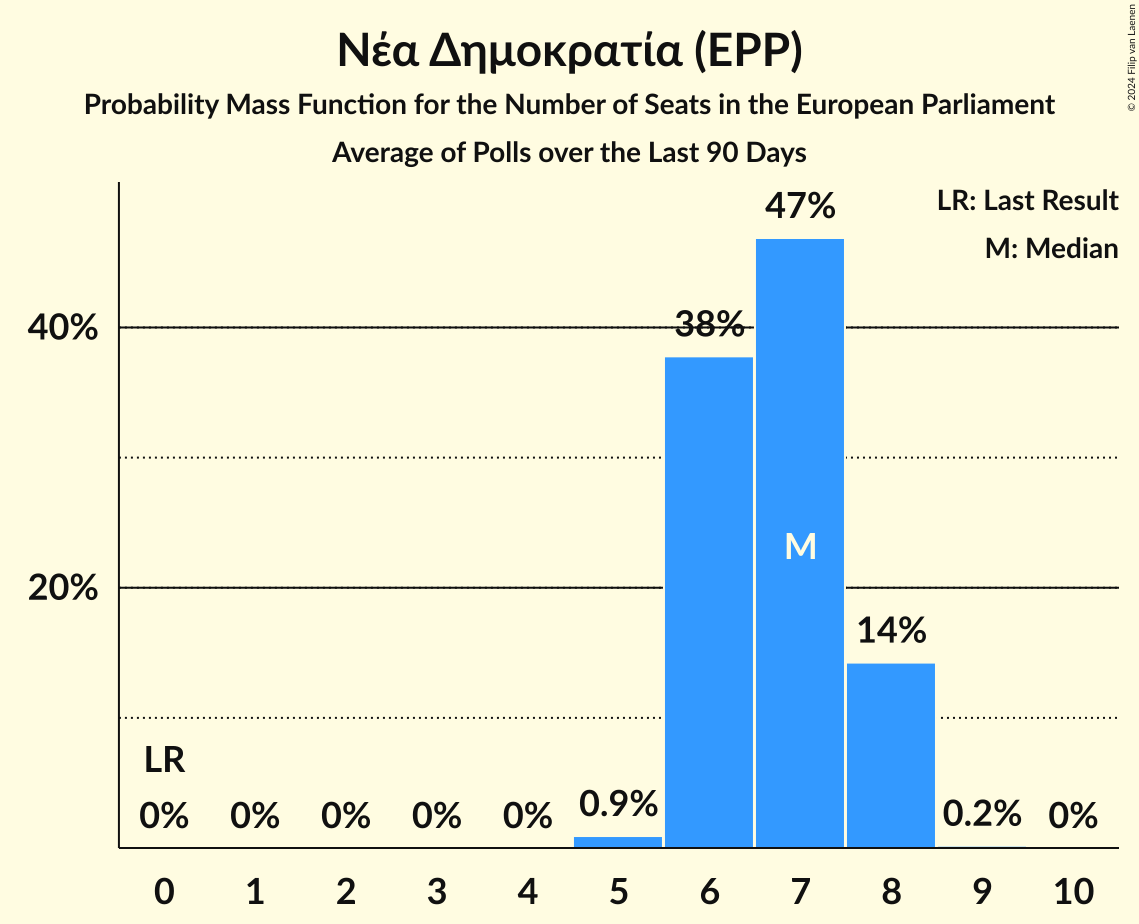 Νέα Δημοκρατία (EPP)
Probability Mass Function for the Number of Seats in the European Parliament
Average of Polls over the Last 90 Days
© 2024 Filip van Laenen
LR: Last Result
M: Median
47%
40%
38%
M
20%
14%
LR
0% 0% 0% 0% 0% 0.9% 0.2% 0%
0 1 2 3 4 5 6 7 8 9 10